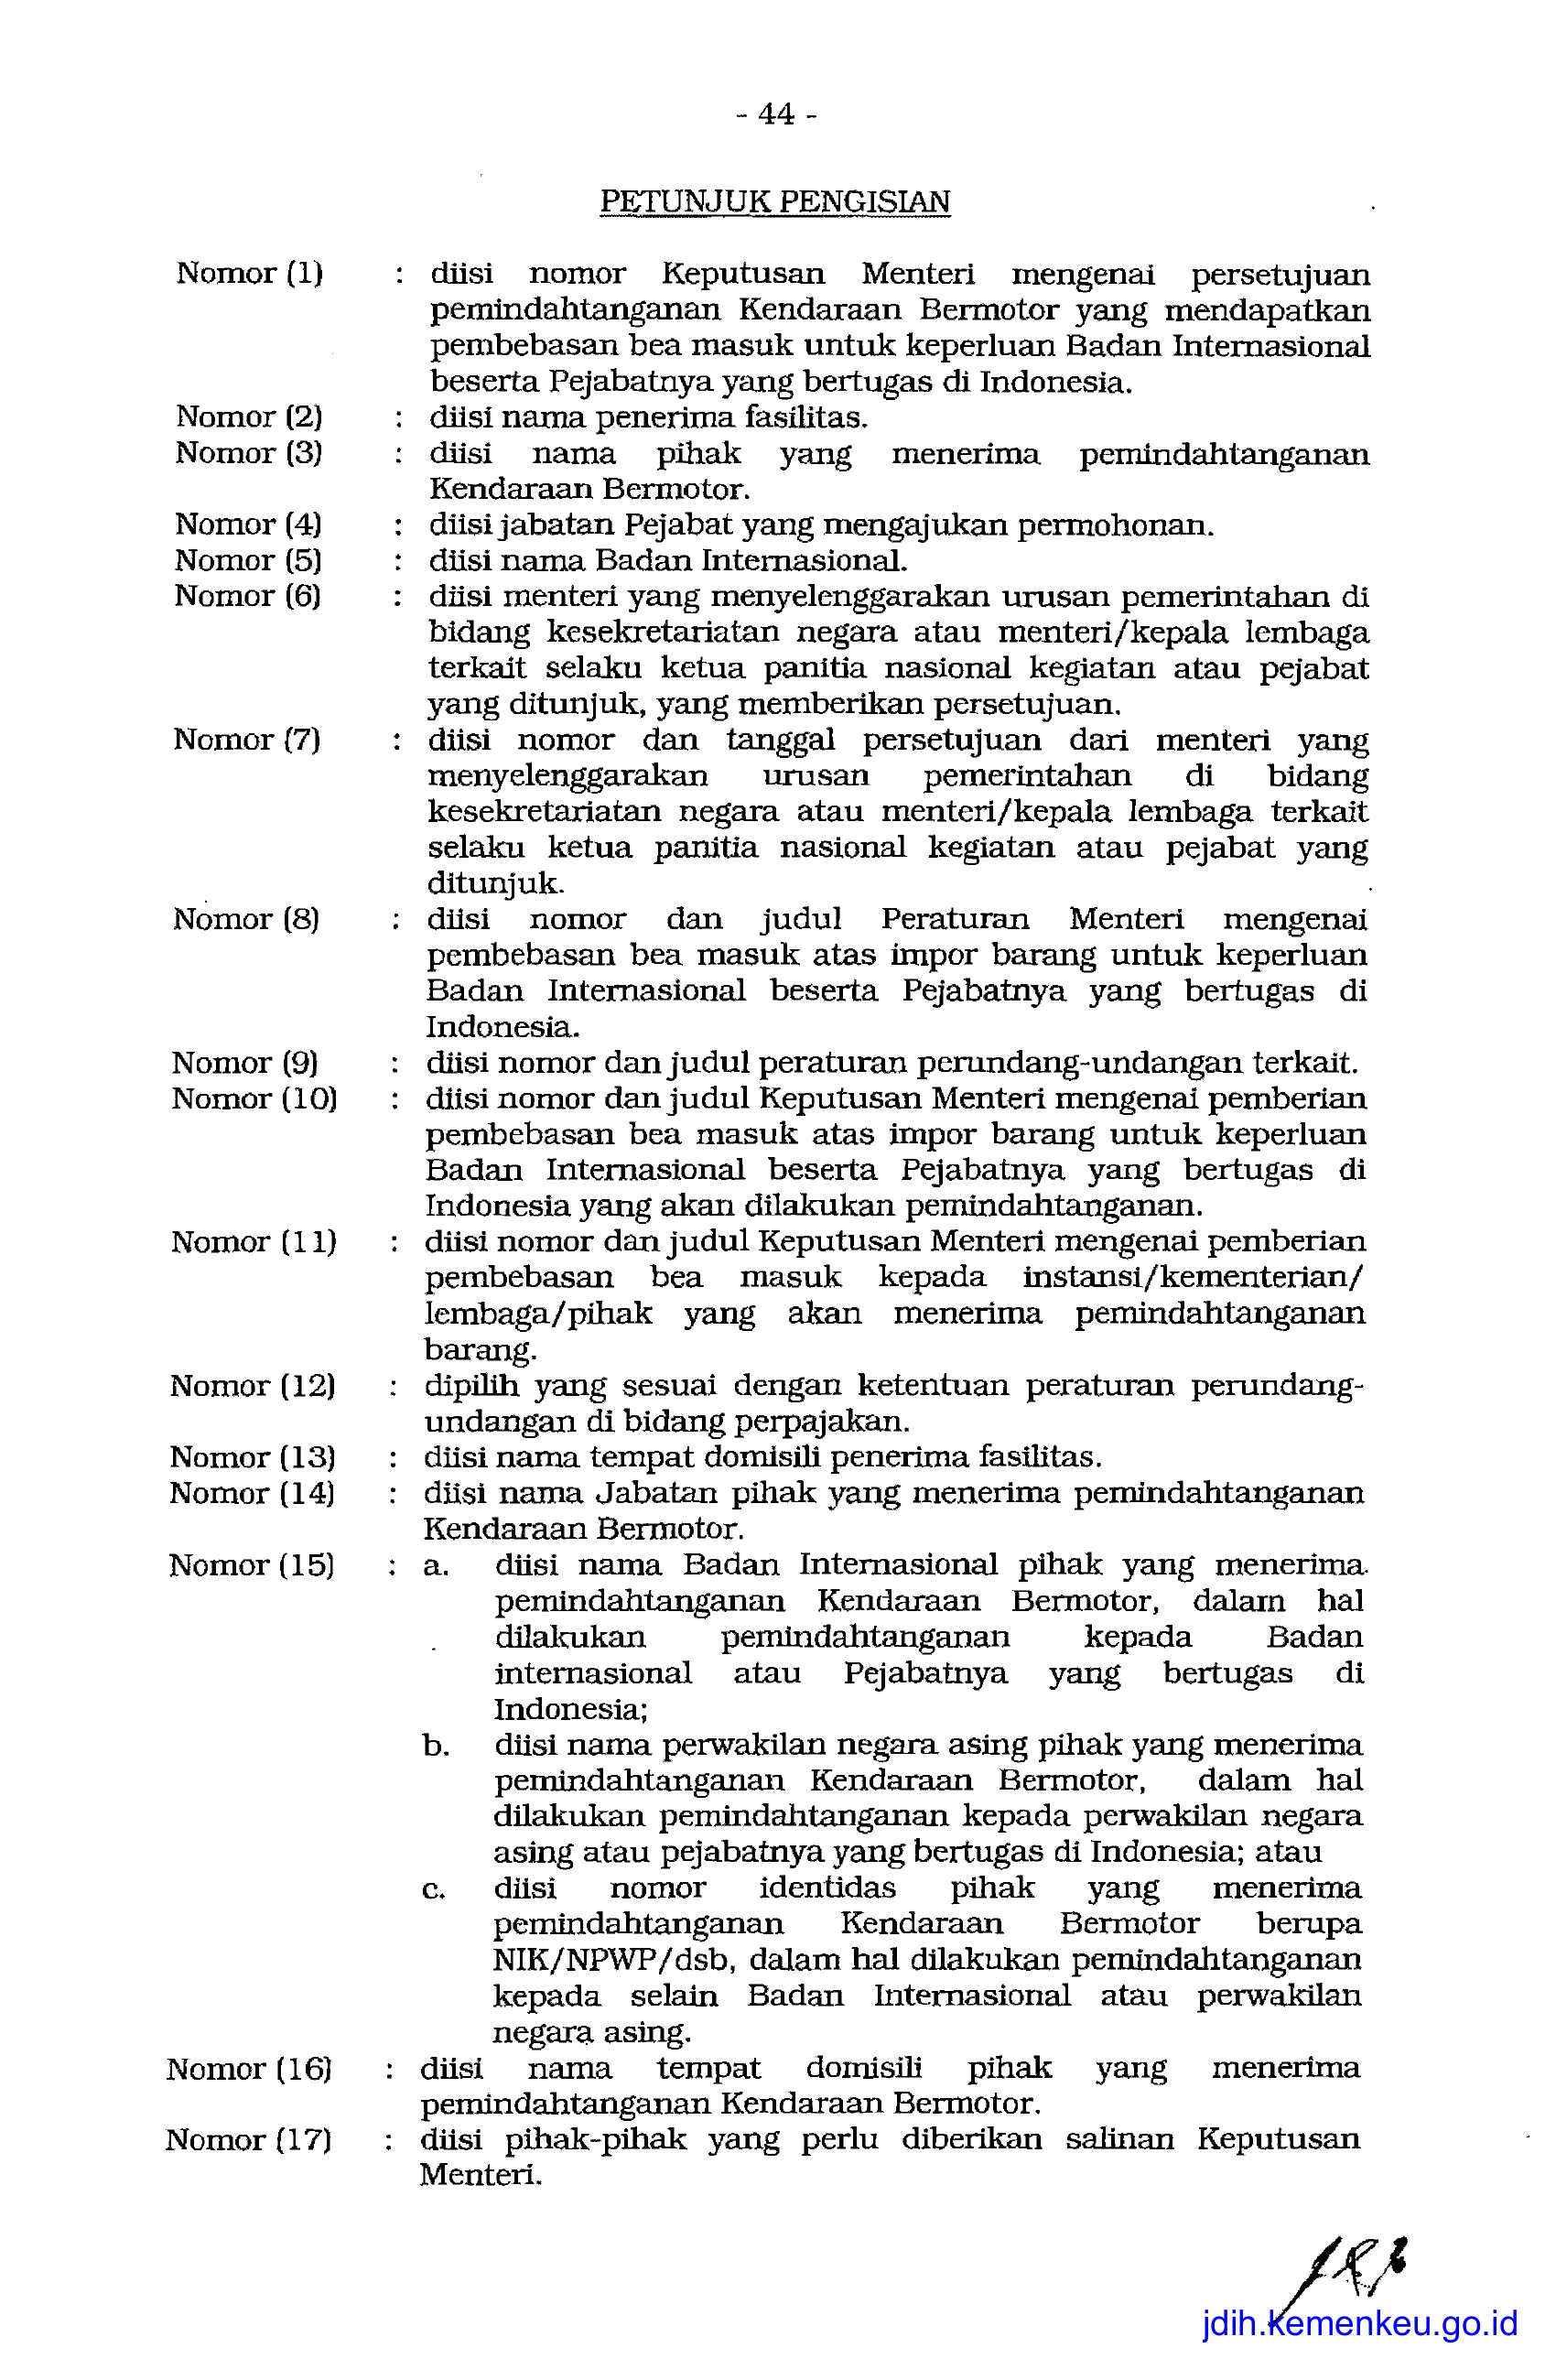 - 44 -
PETUNJUK PENGISIAN
Nomor (1) : diisi nomor Keputusan Menteri mengenai persetujuan
pemindahtanganan Kendaraan Bermotor yang mendapatkan
pembebasan bea masuk untuk keperluan Badan Internasional
beserta Pejabatnya yang bertugas di Indonesia.
Nomor (2) : diisi nama penerima fasilitas.
Nomor (3) : diisi nama pihak yang menerima pemindahtanganan
Kendaraan Bermotor.
Nomor (4) : diisi jabatan Pejabat yang mengajukan permohonan.
Nomor (5) : diisi nama Badan Internasional.
Nomor (6) : diisi menteri yang menyelenggarakan urusan pemerintahan di
bidang kesekretariatan negara atau menteri/kepala lembaga
terkait selaku ketua panitia nasional kegiatan atau pejabat
yang ditunjuk, yang memberikan persetujuan.
Nomor (7) : diisi nomor dan tanggal persetujuan dari menteri yang
menyelenggarakan urusan pemerintahan di bidang
kesekretariatan negara atau menteri/kepala lembaga terkait
selaku ketua panitia nasional kegiatan atau pejabat yang
ditunjuk.
Nomor (8) : diisi nomor dan judul Peraturan Menteri mengenai
pembebasan bea masuk atas impor barang untuk keperluan
Badan Internasional beserta Pejabatnya yang bertugas di
Indonesia.
Nomor (9) : diisi nomor dan judul peraturan perundang-undangan terkait.
Nomor (10) : diisi nomor dan judul Keputusan Menteri mengenai pemberian
pembebasan bea masuk atas impor barang untuk keperluan
Badan Internasional beserta Pejabatnya yang bertugas di
Indonesia yang akan dilakukan pemindahtanganan.
Nomor (11) : diisi nomor dan judul Keputusan Menteri mengenai pemberian
pembebasan bea masuk kepada instansi/kementerian/
lembaga/pihak yang akan menerima pemindahtanganan
barang.
Nomor (12) : dipilih yang sesuai dengan ketentuan peraturan perundang-
undangan di bidang perpajakan.
Nomor (13) : diisi nama tempat domisili penerima fasilitas.
Nomor (14) : diisi nama Jabatan pihak yang menerima pemindahtanganan
Kendaraan Bermotor.
Nomor (15) : a. diisi nama Badan Internasional pihak yang menerima
pemindahtanganan Kendaraan Bermotor, dalam hal
dilakukan pemindahtanganan kepada Badan
internasional atau Pejabatnya yang bertugas di
Indonesia;
b. diisi nama perwakilan negara asing pihak yang menerima
pemindahtanganan Kendaraan Bermotor, dalam hal
dilakukan pemindahtanganan kepada perwakilan negara
asing atau pejabatnya yang bertugas di Indonesia; atau
c. diisi nomor identidas pihak yang menerima
pemindahtanganan Kendaraan Bermotor berupa
NIK/NPWP/dsb, dalam hal dilakukan pemindahtanganan
kepada selain Badan Internasional atau perwakilan
negara asing.
Nomor (16) : diisi nama tempat domisili pihak yang menerima
pemindahtanganan Kendaraan Bermotor.
Nomor (17) : diisi pihak-pihak yang perlu diberikan salinan Keputusan
Menteri.
jdih.kemenkeu.go.id